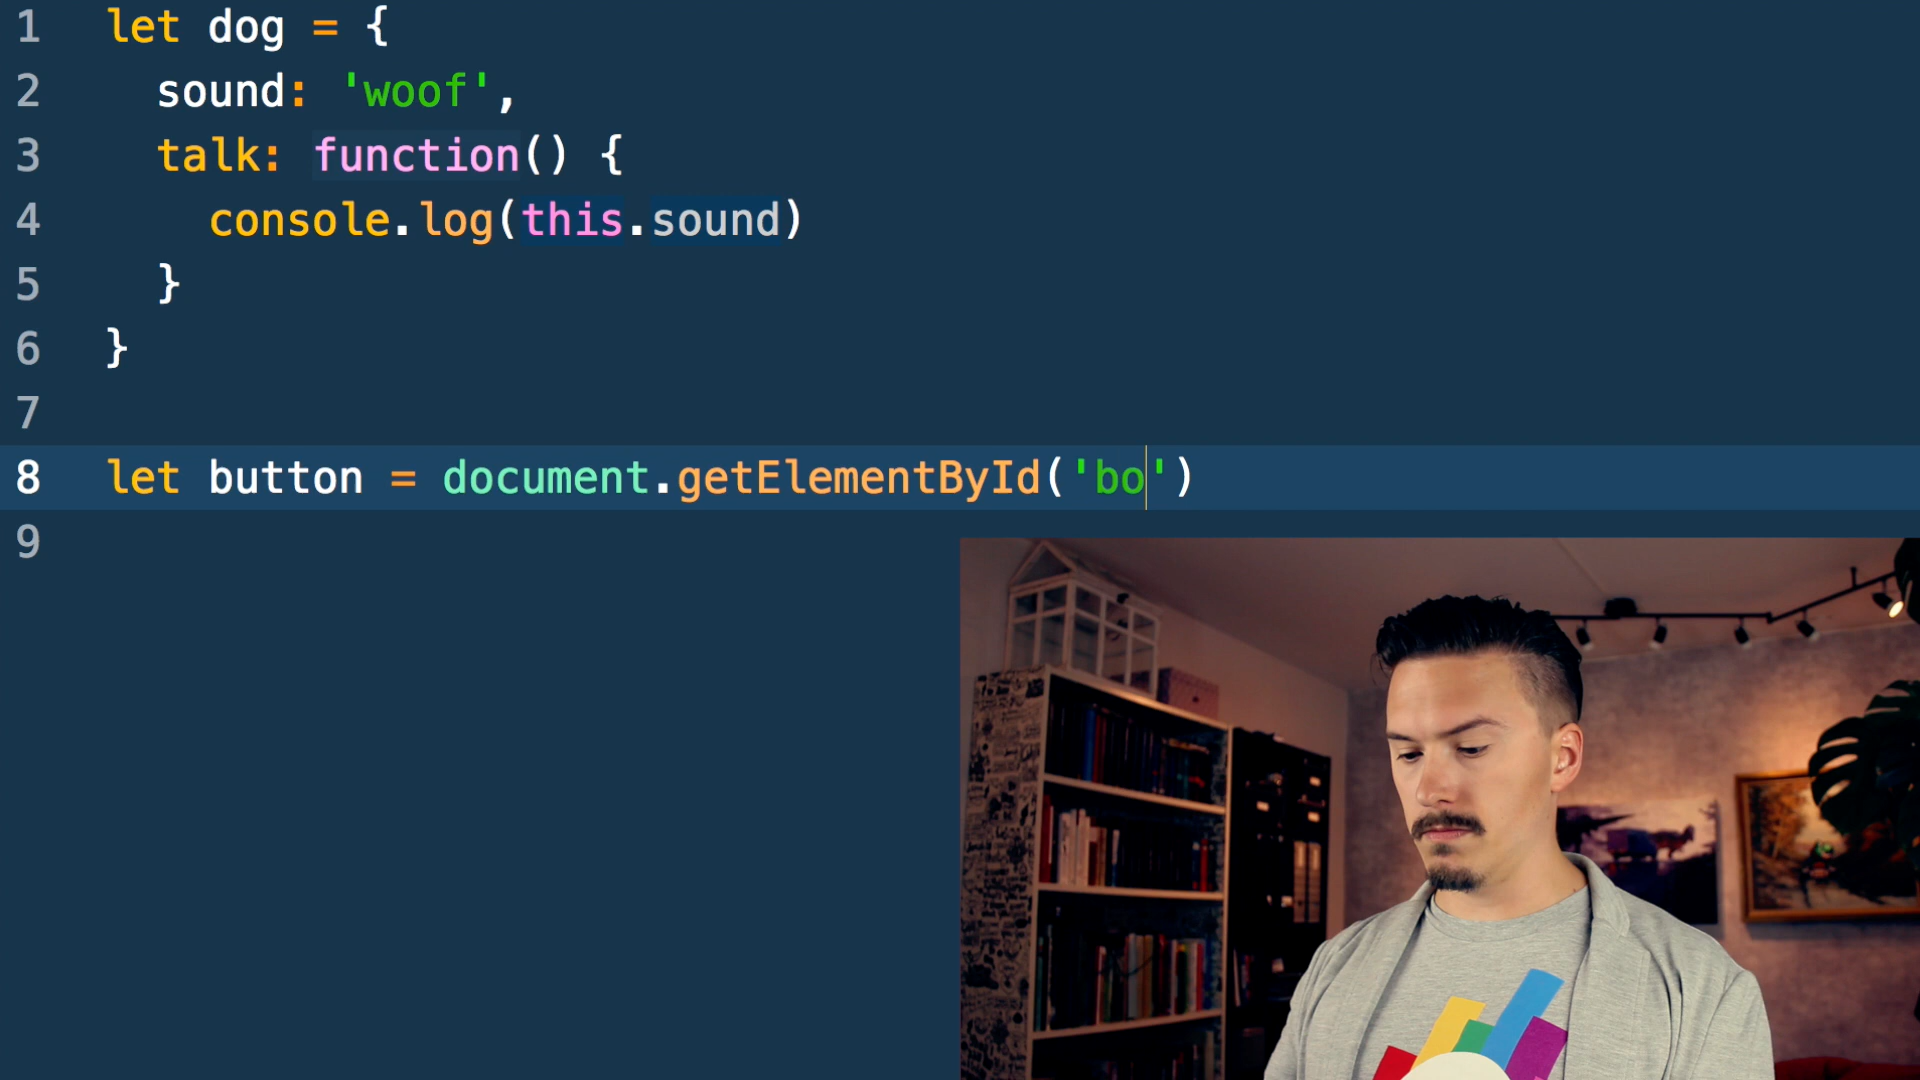 1 let dog = {
2 sound: 'woof',
3 talk: function() {
4 console.log(this.sound)
5 }
6 }
7
8 let button = document.getElementById('bo')
9